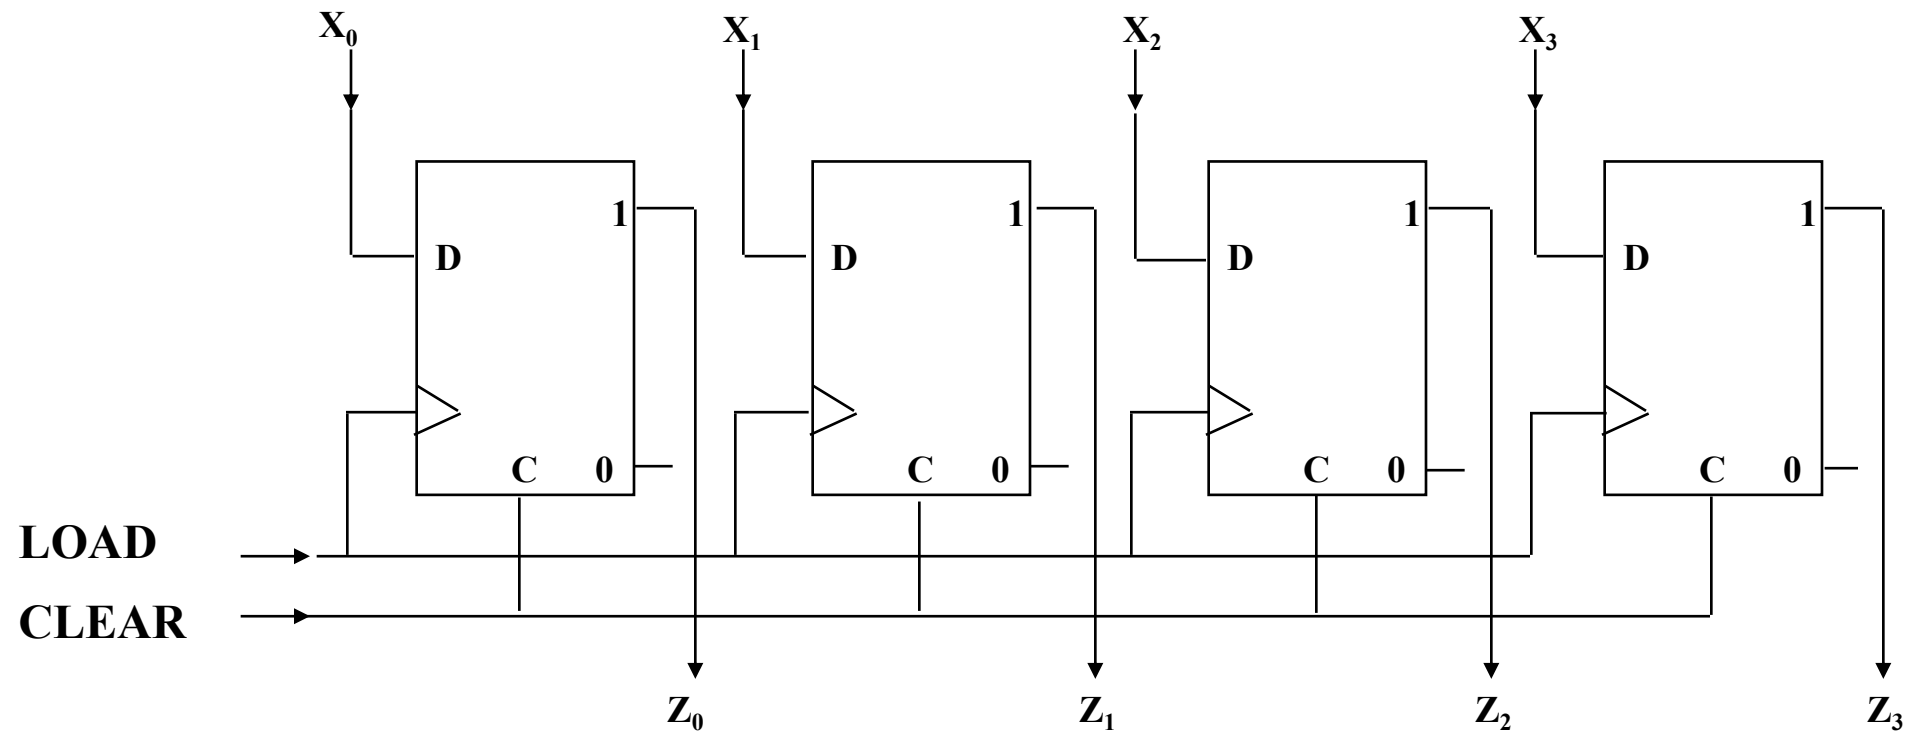 X₀ X₁ X₂ X₃
1 1 1 1
D D D D
C 0 C 0 C 0 C 0
LOAD
CLEAR
Z₀ Z₁ Z₂ Z₃